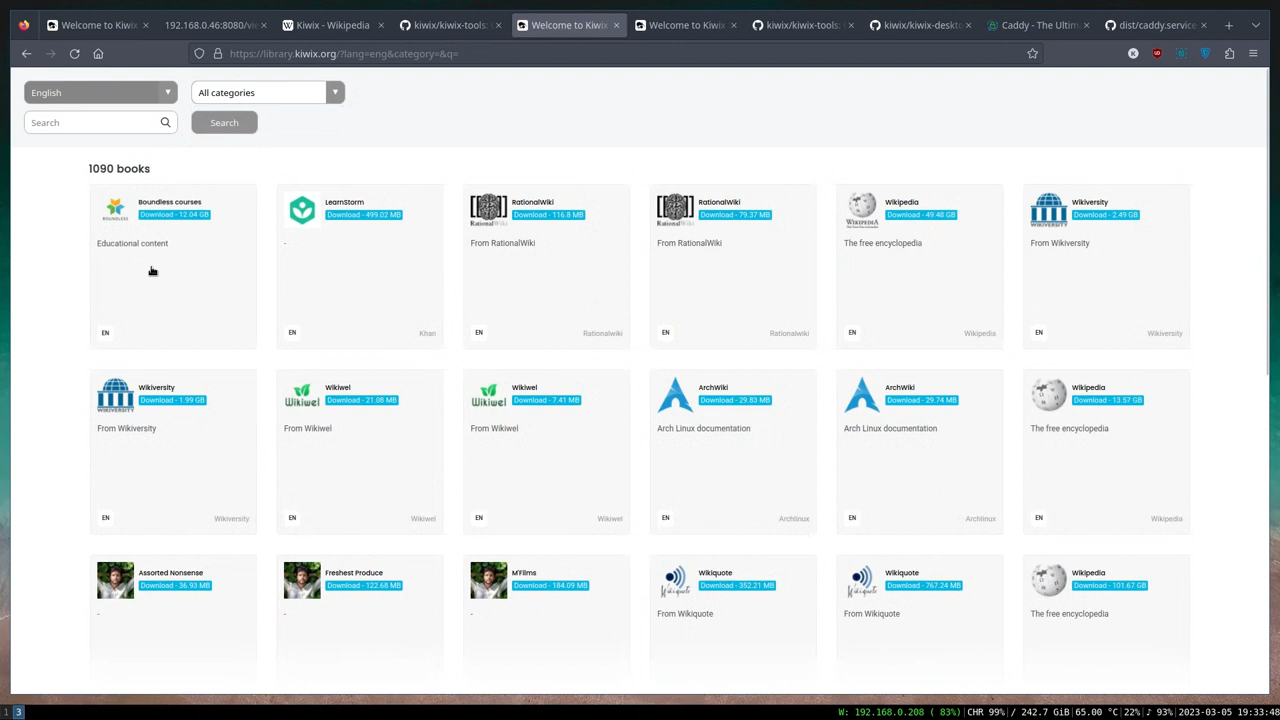 Welcome to Kiwix
192.168.0.46:8080/vie
Kiwix - Wikipedia
kiwix/kiwix-tools:
Welcome to Kiwix
Welcome to Kiwix
kiwix/kiwix-tools:
kiwix/kiwix-deskto
Caddy - The Ultim
dist/caddy.service
https://library.kiwix.org/?lang=eng&category=&q=
English
All categories
Search
Search
1090 books
Boundless courses
Download - 12.04 GB
Educational content
EN
LearnStorm
Download - 499.02 MB
-
EN
Khan
RationalWiki
Download - 116.8 MB
From RationalWiki
EN
Rationalwiki
RationalWiki
Download - 79.37 MB
From RationalWiki
EN
Rationalwiki
WIKIPEDIA
Wikipedia
Download - 49.48 GB
The free encyclopedia
EN
Wikipedia
WIKIVERSITY
Wikiversity
Download - 2.49 GB
From Wikiversity
EN
Wikiversity
WIKIVERSITY
Wikiversity
Download - 1.99 GB
From Wikiversity
EN
Wikiversity
Wikiwel
Wikiwel
Download - 21.08 MB
From Wikiwel
EN
Wikiwel
Wikiwel
Wikiwel
Download - 7.41 MB
From Wikiwel
EN
Wikiwel
ArchWiki
Download - 29.83 MB
Arch Linux documentation
EN
Archlinux
ArchWiki
Download - 29.74 MB
Arch Linux documentation
EN
Archlinux
Wikipedia
Download - 13.57 GB
The free encyclopedia
EN
Wikipedia
Assorted Nonsense
Download - 36.93 MB
-
Freshest Produce
Download - 122.68 MB
-
M'Films
Download - 184.09 MB
-
Wikiquote
Download - 352.21 MB
From Wikiquote
Wikiquote
Download - 767.24 MB
From Wikiquote
Wikipedia
Download - 101.67 GB
The free encyclopedia
1 3
W: 192.168.0.208 ( 83%)|CHR 99%|/ 242.7 GiB|65.00 °C|22%|♪ 93%|2023-03-05 19:33:48